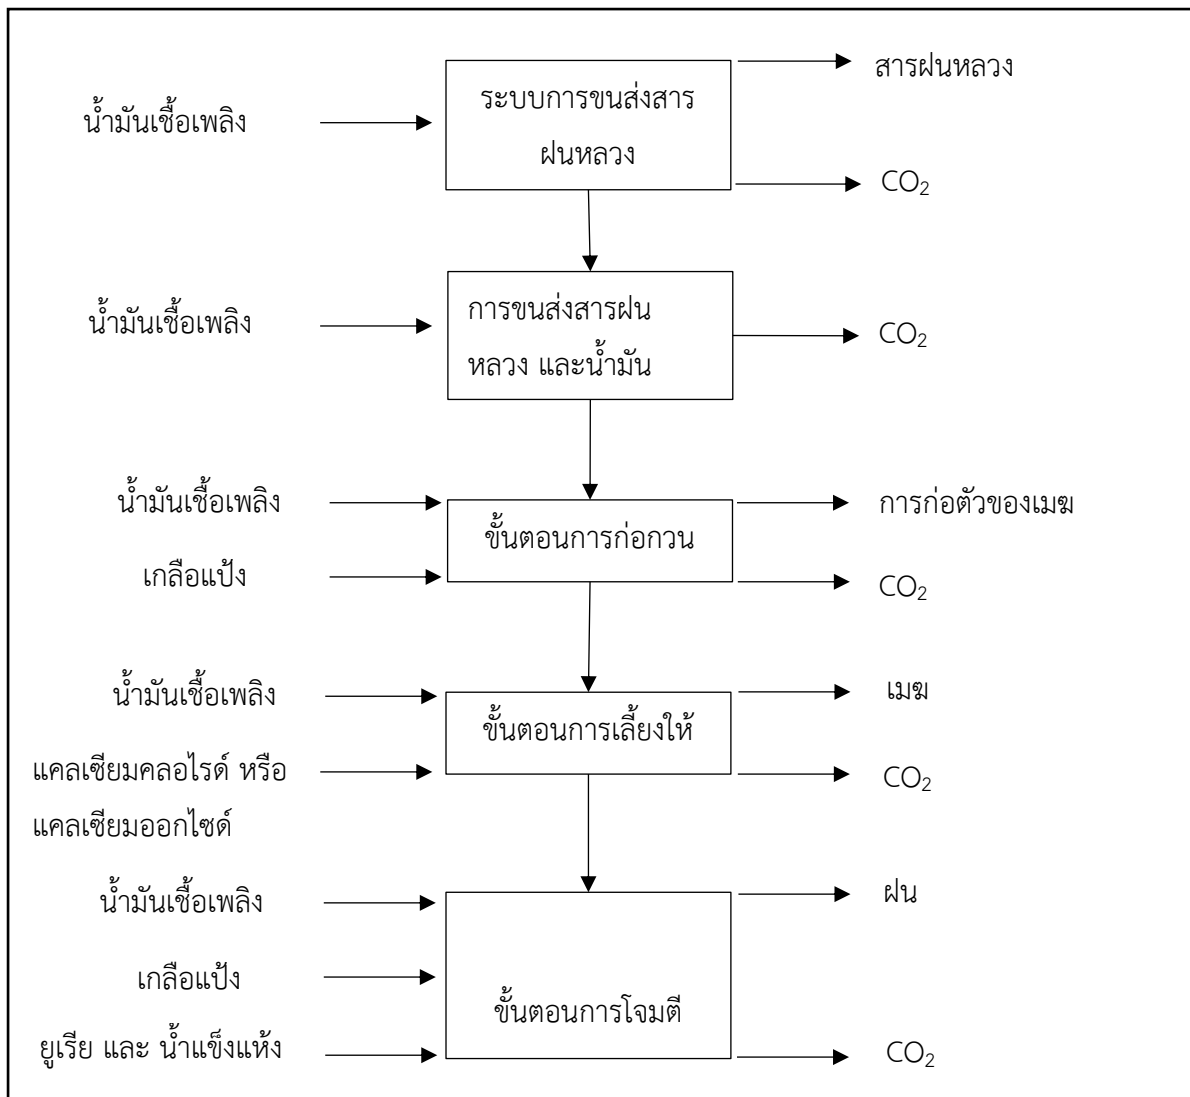 น้ำมันเชื้อเพลิง
ระบบการขนส่งสาร
ฝนหลวง
สารฝนหลวง
CO₂
น้ำมันเชื้อเพลิง
การขนส่งสารฝน
หลวง และน้ำมัน
CO₂
น้ำมันเชื้อเพลิง
เกลือแป้ง
ขั้นตอนการก่อกวน
การก่อตัวของเมฆ
CO₂
น้ำมันเชื้อเพลิง
แคลเซียมคลอไรด์ หรือ
แคลเซียมออกไซด์
ขั้นตอนการเลี้ยงให้
เมฆ
CO₂
น้ำมันเชื้อเพลิง
เกลือแป้ง
ยูเรีย และ น้ำแข็งแห้ง
ขั้นตอนการโจมตี
ฝน
CO₂